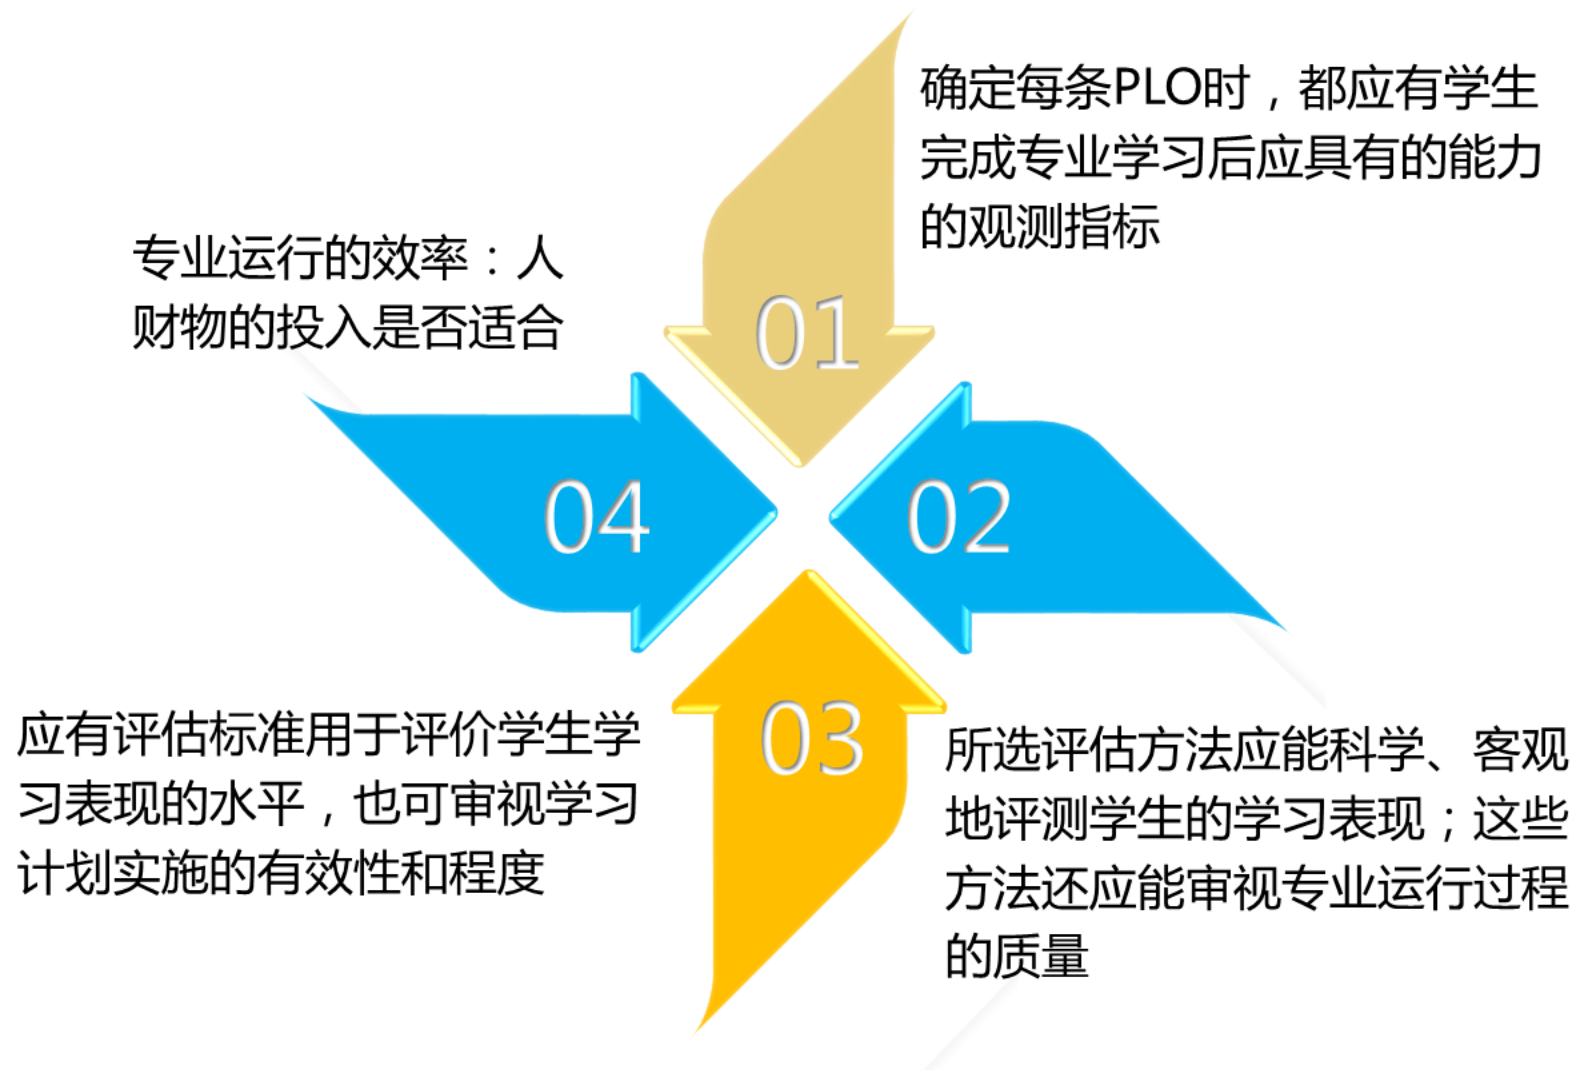 01
确定每条PLO时，都应有学生
完成专业学习后应具有的能力
的观测指标
02
所选评估方法应能科学、客观
地评测学生的学习表现；这些
方法还应能审视专业运行过程
的质量
03
应有评估标准用于评价学生学
习表现的水平，也可审视学习
计划实施的有效性和程度
04
专业运行的效率：人
财物的投入是否适合